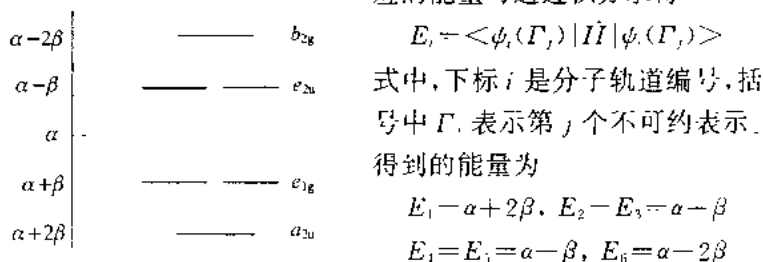 α−2β
b₂g
α−β
e₂u
α
α+β
e₁g
α+2β
a₂u
Eᵢ=<ψᵢ(Γⱼ)|Ĥ|ψᵢ(Γⱼ)>
式中,下标 i 是分子轨道编号,括
号中 Γⱼ 表示第 j 个不可约表示。
得到的能量为
E₁=α+2β, E₂=E₃=α−β
E₄=E₅=α−β, E₆=α−2β